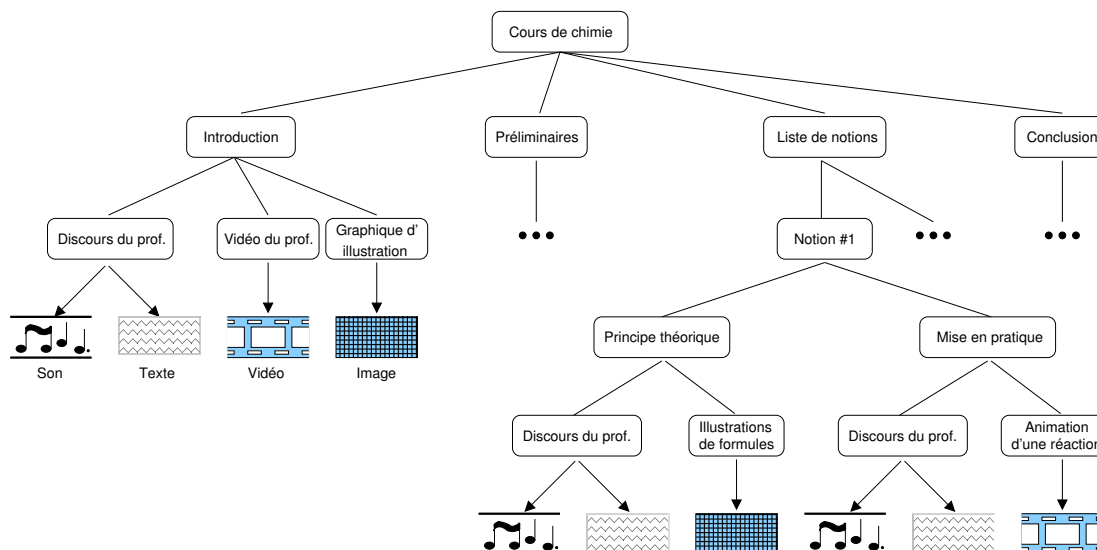 Cours de chimie
Introduction
Préliminaires
Liste de notions
Conclusion
Discours du prof.
Vidéo du prof.
Graphique d'
illustration
Notion #1
Son
Texte
Vidéo
Image
Principe théorique
Mise en pratique
Discours du prof.
Illustrations
de formules
Discours du prof.
Animation
d'une réaction